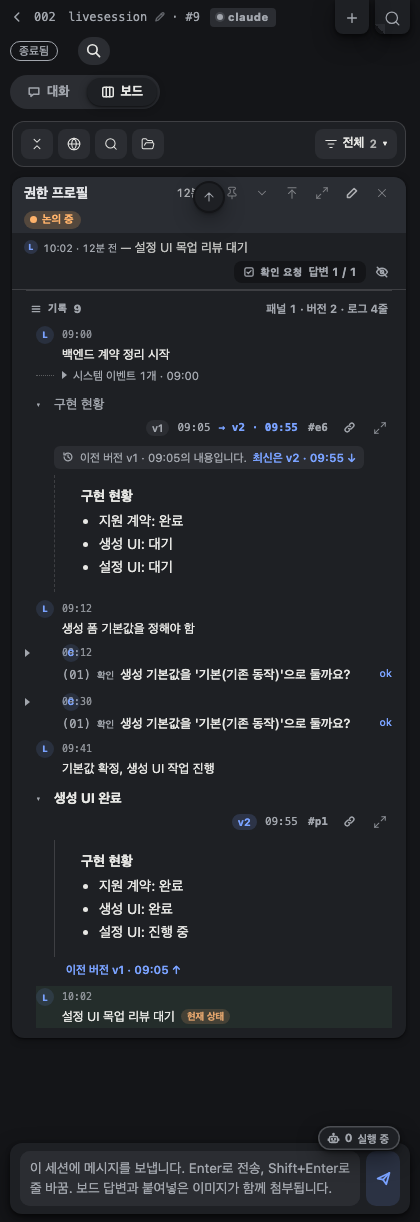 002 livesession · #9 claude
종료됨
대화 보드
전체 2
권한 프로필
논의 중
L 10:02 · 12분 전 — 설정 UI 목업 리뷰 대기
확인 요청 답변 1 / 1
기록 9 패널 1 · 버전 2 · 로그 4줄
L 09:00
백엔드 계약 정리 시작
시스템 이벤트 1개 · 09:00
구현 현황
v1 09:05 → v2 · 09:55 #e6
이전 버전 v1 · 09:05의 내용입니다. 최신은 v2 · 09:55 ↓
구현 현황
• 지원 계약: 완료
• 생성 UI: 대기
• 설정 UI: 대기
L 09:12
생성 폼 기본값을 정해야 함
:12
(01) 확인 생성 기본값을 '기본(기존 동작)'으로 둘까요? ok
:30
(01) 확인 생성 기본값을 '기본(기존 동작)'으로 둘까요? ok
L 09:41
기본값 확정, 생성 UI 작업 진행
생성 UI 완료
v2 09:55 #p1
구현 현황
• 지원 계약: 완료
• 생성 UI: 완료
• 설정 UI: 진행 중
이전 버전 v1 · 09:05 ↑
L 10:02
설정 UI 목업 리뷰 대기 현재 상태
0 실행 중
이 세션에 메시지를 보냅니다. Enter로 전송, Shift+Enter로
줄 바꿈. 보드 답변과 붙여넣은 이미지가 함께 첨부됩니다.